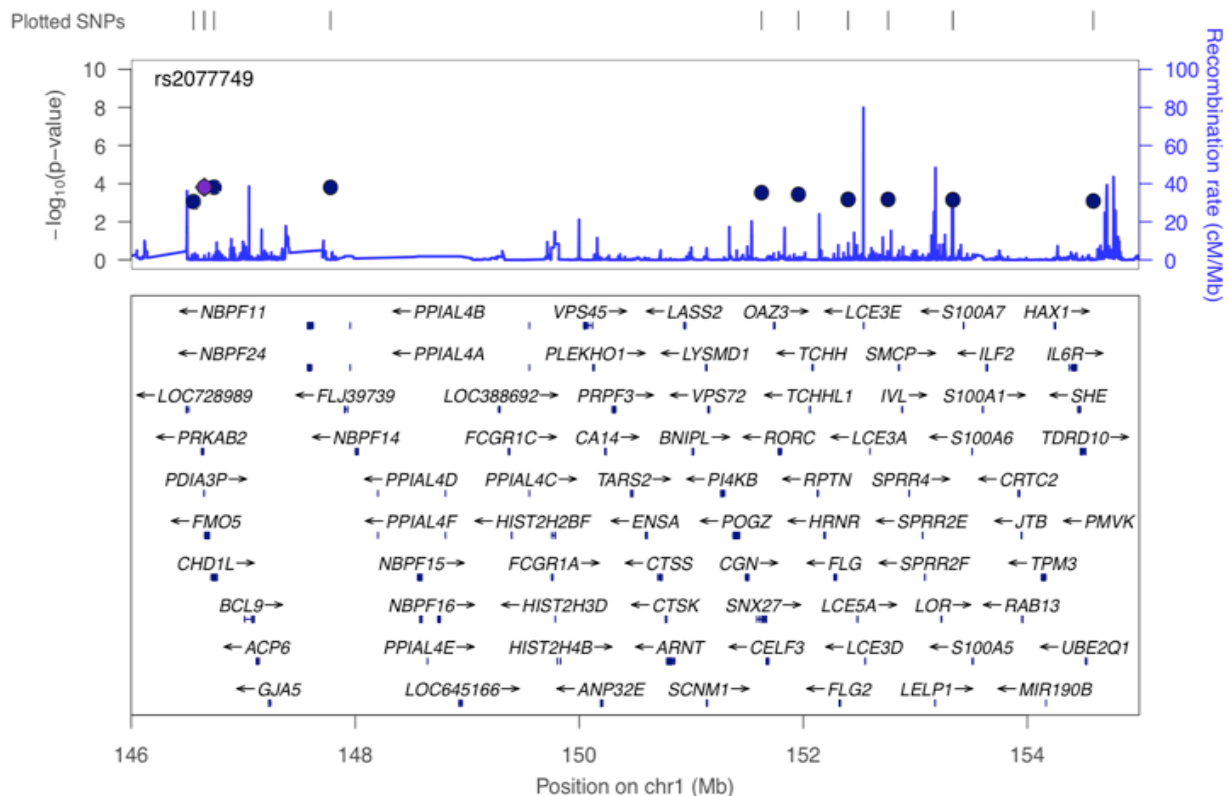 Plotted SNPs
rs2077749
10
8
6
4
2
0
−log10(p−value)
100
80
60
40
20
0
Recombination rate (cM/Mb)
←NBPF11 ←PPIAL4B VPS45→ ←LASS2 OAZ3→ ←LCE3E ←S100A7 HAX1→
←NBPF24 ←PPIAL4A PLEKHO1→ ←LYSMD1 ←TCHH SMCP→ ←ILF2 IL6R→
←LOC728989 ←FLJ39739 LOC388692→ PRPF3→ ←VPS72 ←TCHHL1 IVL→ S100A1→ ←SHE
←PRKAB2 ←NBPF14 FCGR1C→ CA14→ BNIPL→ ←RORC ←LCE3A ←S100A6 TDRD10→
PDIA3P→ ←PPIAL4D PPIAL4C→ TARS2→ ←PI4KB ←RPTN SPRR4→ ←CRTC2
←FMO5 ←PPIAL4F ←HIST2H2BF ←ENSA ←POGZ ←HRNR ←SPRR2E ←JTB ←PMVK
CHD1L→ NBPF15→ FCGR1A→ ←CTSS CGN→ ←FLG ←SPRR2F ←TPM3
BCL9→ NBPF16→ ←HIST2H3D ←CTSK SNX27→ LCE5A→ LOR→ ←RAB13
←ACP6 PPIAL4E→ HIST2H4B→ ←ARNT ←CELF3 ←LCE3D ←S100A5 ←UBE2Q1
←GJA5 LOC645166→ ←ANP32E SCNM1→ ←FLG2 LELP1→ ←MIR190B
146 148 150 152 154
Position on chr1 (Mb)